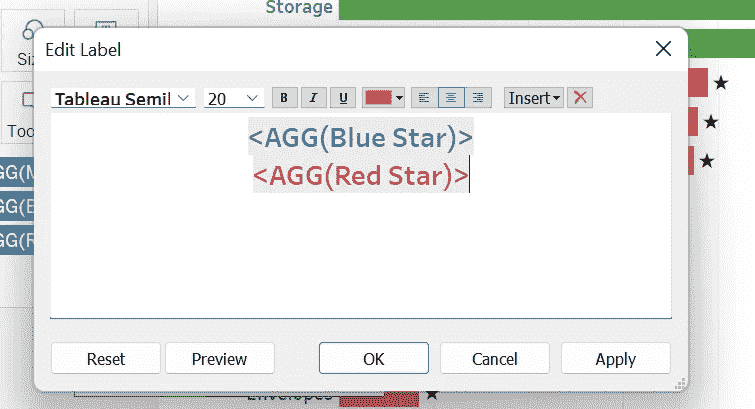 Storage
Edit Label
Siz
Tableau Semil 20 B I U Insert
Too
<AGG(Blue Star)>
<AGG(Red Star)>
GG(M
GG(E
GG(R
Reset Preview OK Cancel Apply
Envelopes